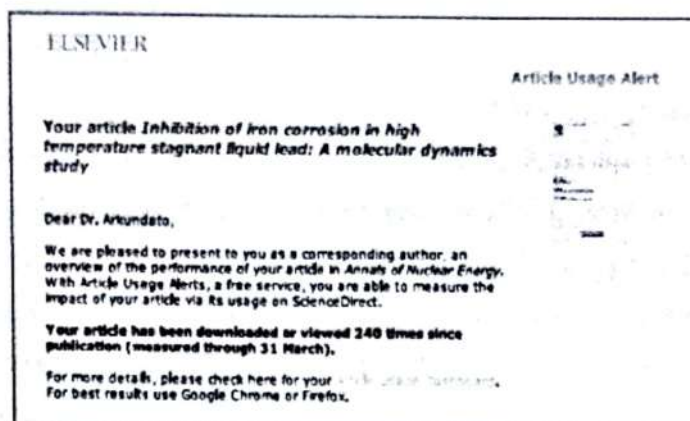 ELSEVIER
Article Usage Alert
Your article Inhibition of iron corrosion in high
temperature stagnant liquid lead: A molecular dynamics
study
Dear Dr. Arkundato,
We are pleased to present to you as a corresponding author, an
overview of the performance of your article in Annals of Nuclear Energy.
With Article Usage Alerts, a free service, you are able to measure the
impact of your article via its usage on ScienceDirect.
Your article has been downloaded or viewed 240 times since
publication (measured through 31 March).
For more details, please check here for your article usage dashboard.
For best results use Google Chrome or Firefox.